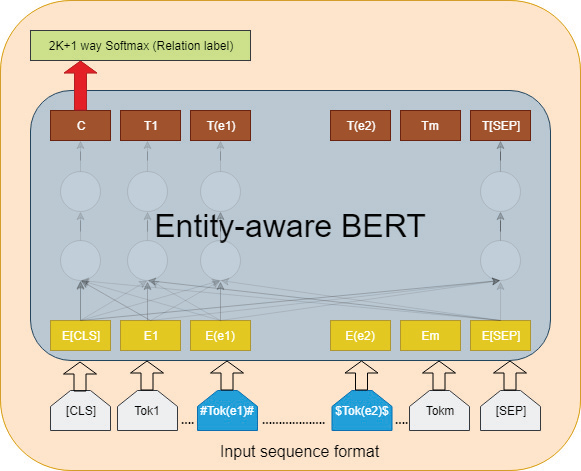 2K+1 way Softmax (Relation label)
C T1 T(e1) T(e2) Tm T[SEP]
Entity-aware BERT
E[CLS] E1 E(e1) E(e2) Em E[SEP]
[CLS] Tok1 .... #Tok(e1)# ................ $Tok(e2)$ .... Tokm [SEP]
Input sequence format